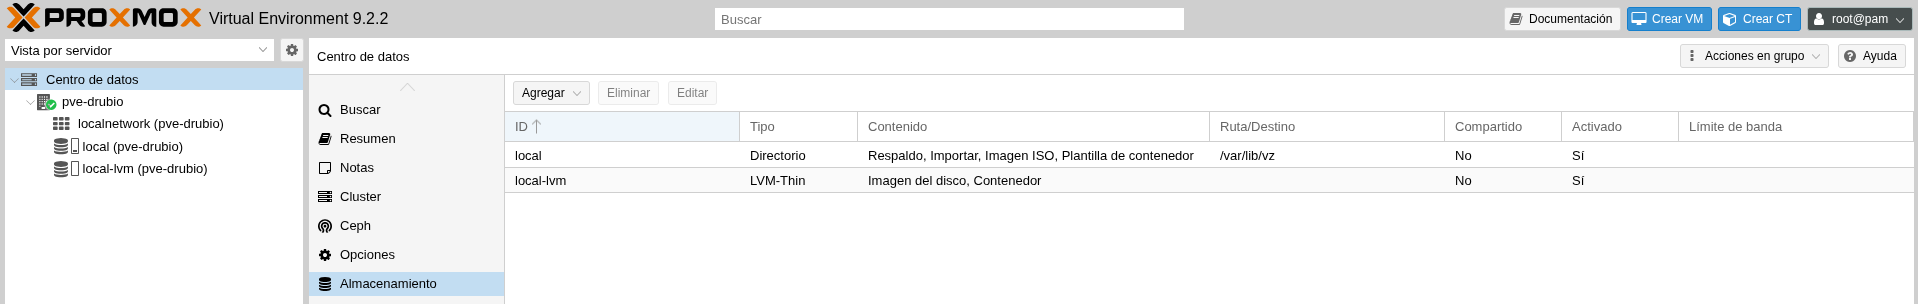 PROXMOX Virtual Environment 9.2.2 Buscar Documentación Crear VM Crear CT root@pam
Vista por servidor
Centro de datos
pve-drubio
localnetwork (pve-drubio)
local (pve-drubio)
local-lvm (pve-drubio)
Centro de datos Acciones en grupo Ayuda
Buscar
Resumen
Notas
Cluster
Ceph
Opciones
Almacenamiento
Agregar Eliminar Editar
ID Tipo Contenido Ruta/Destino Compartido Activado Límite de banda
local Directorio Respaldo, Importar, Imagen ISO, Plantilla de contenedor /var/lib/vz No Sí
local-lvm LVM-Thin Imagen del disco, Contenedor No Sí